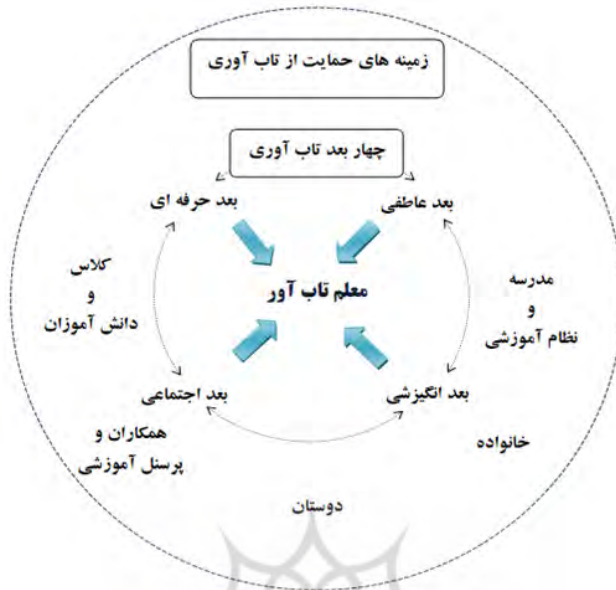 زمینه های حمایت از تاب آوری
چهار بعد تاب آوری
بعد عاطفی
بعد حرفه ای
معلم تاب آور
مدرسه
و
نظام آموزشی
کلاس
و
دانش آموزان
بعد انگیزشی
بعد اجتماعی
خانواده
همکاران و
پرسنل آموزشی
دوستان